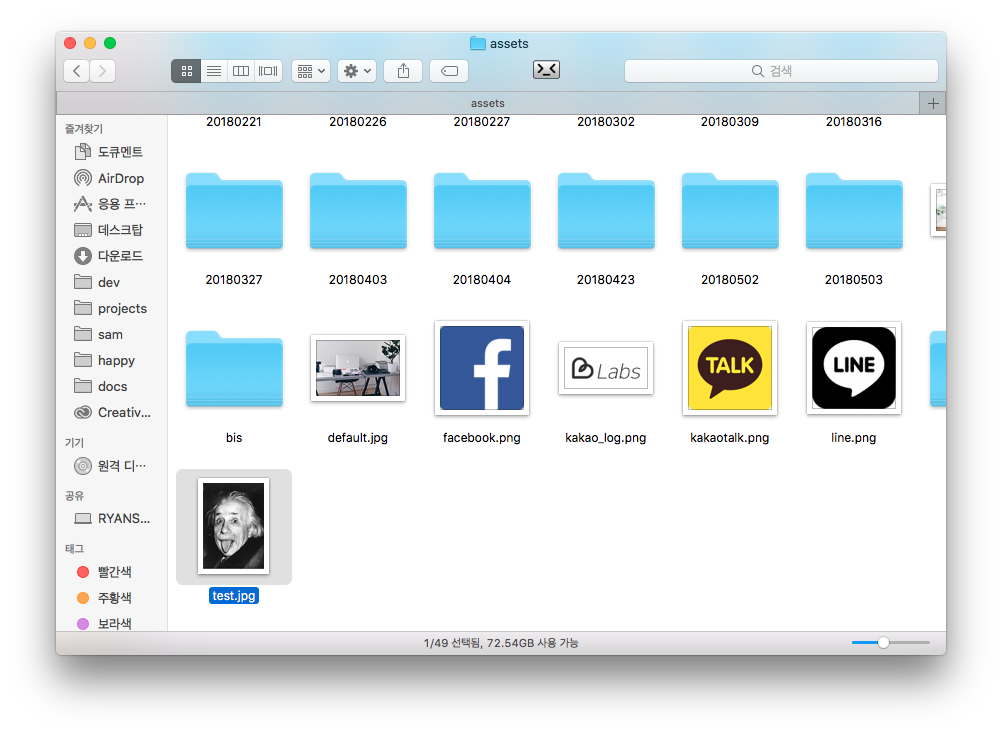 assets
검색
assets
즐겨찾기
도큐멘트
AirDrop
응용 프…
데스크탑
다운로드
dev
projects
sam
happy
docs
Creativ…
기기
원격 디…
공유
RYANS…
태그
빨간색
주황색
보라색
20180221
20180226
20180227
20180302
20180309
20180316
20180327
20180403
20180404
20180423
20180502
20180503
Labs
TALK
LINE
bis
default.jpg
facebook.png
kakao_log.png
kakaotalk.png
line.png
test.jpg
1/49 선택됨, 72.54GB 사용 가능